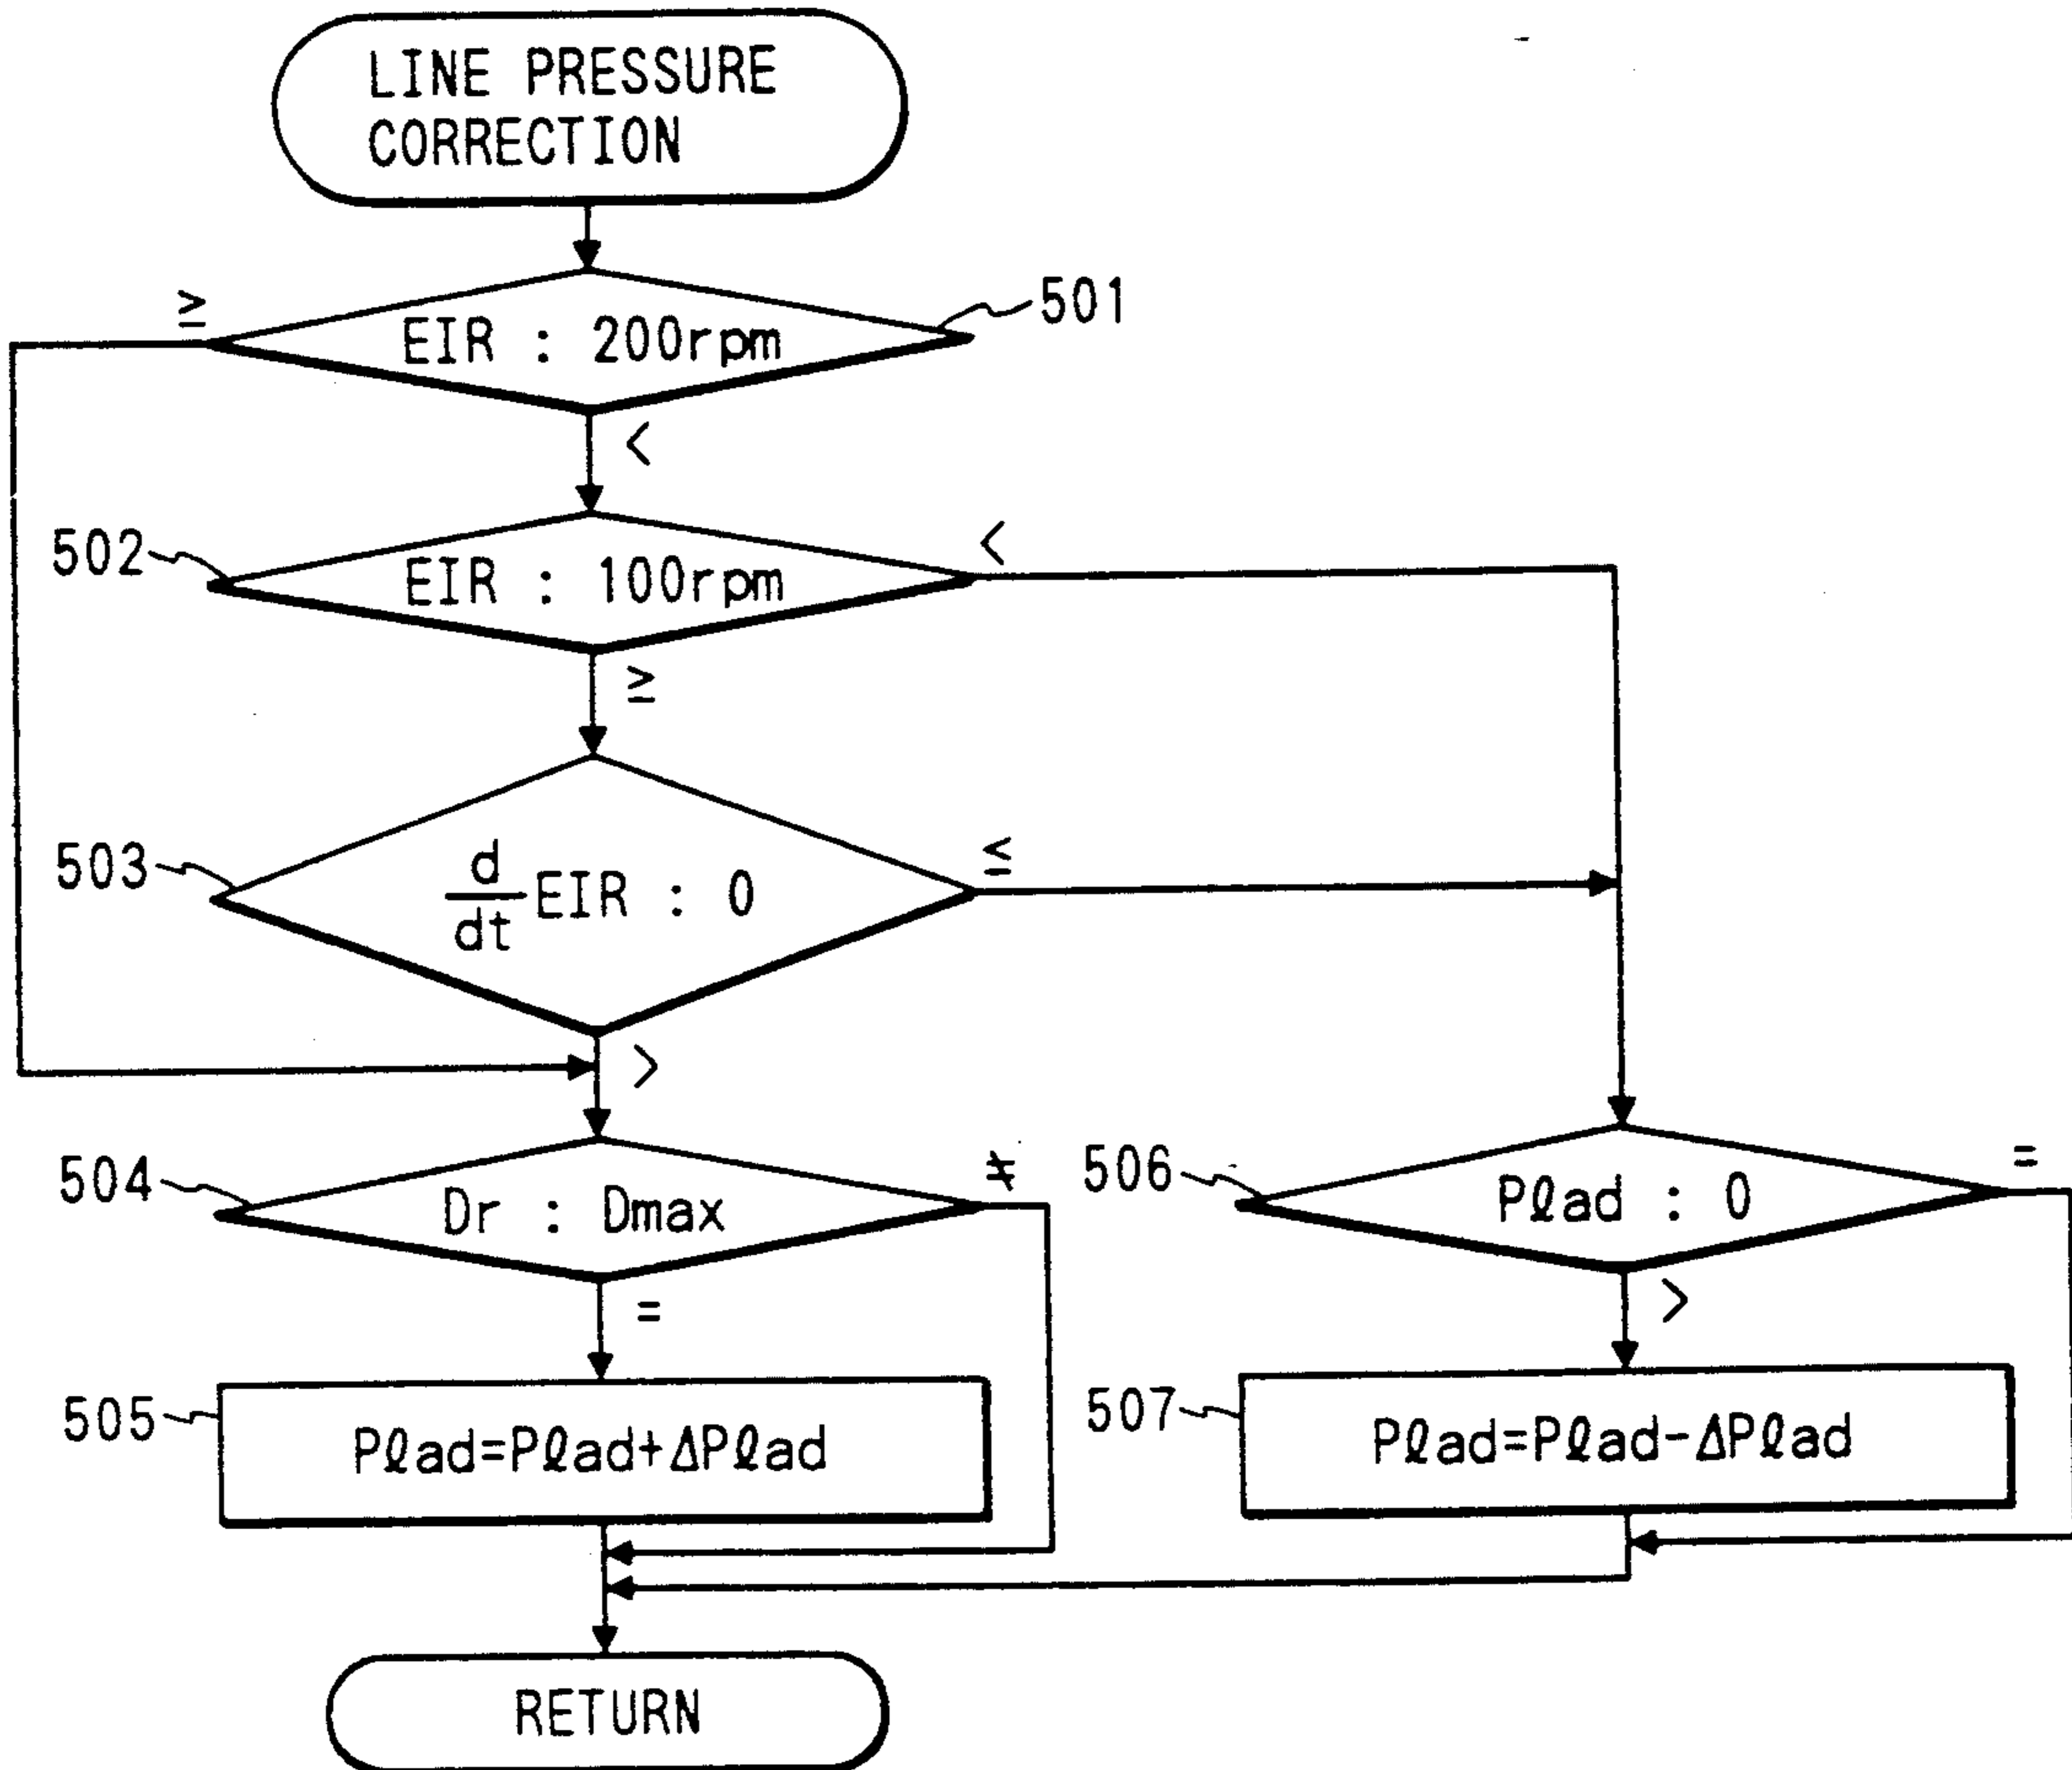 LINE PRESSURE
CORRECTION
≥
EIR : 200rpm
501
<
502
EIR : 100rpm
<
≥
503
d
dt
EIR : 0
≤
>
504
Dr : Dmax
≠
506
Pℓad : 0
=
=
>
505
Pℓad=Pℓad+ΔPℓad
507
Pℓad=Pℓad-ΔPℓad
RETURN